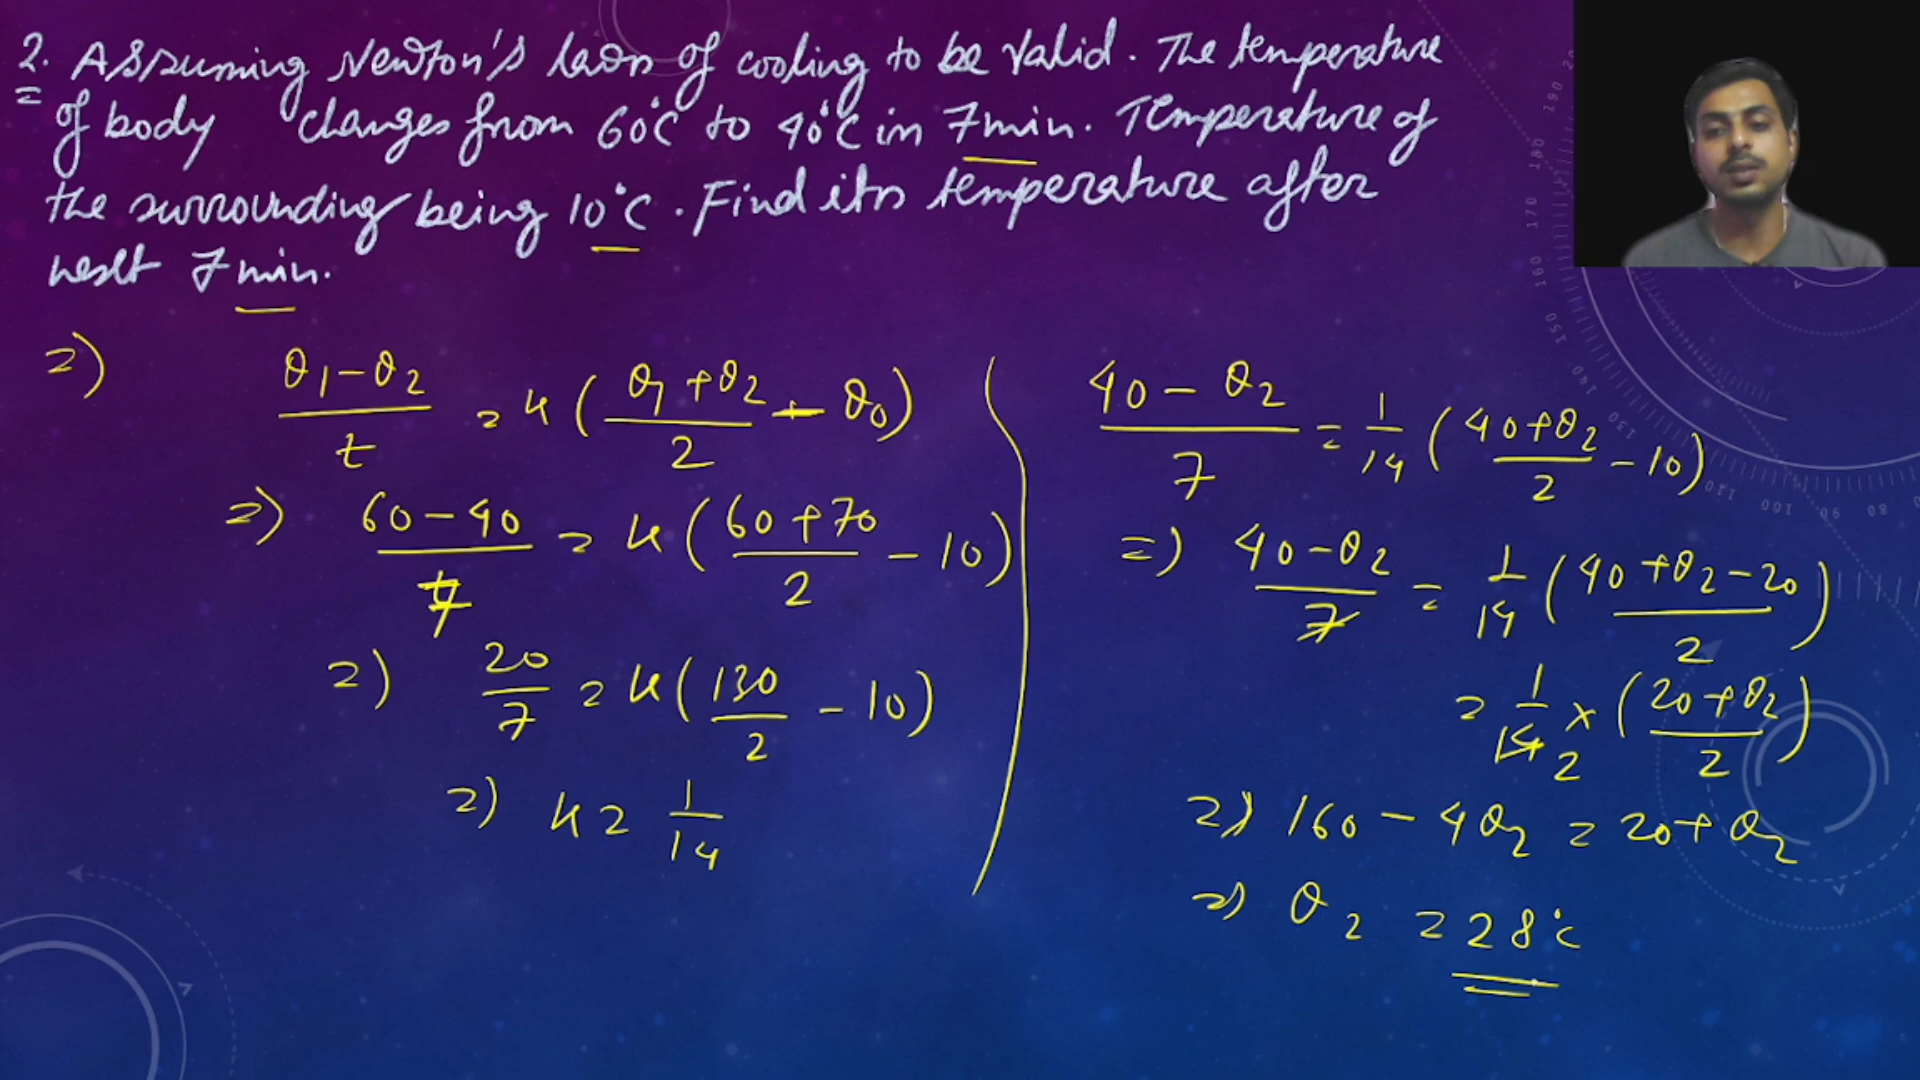 2. Assuming Newton's laws of cooling to be valid. The temperature
of body changes from 60°C to 40°C in 7min. Temperature of
the surrounding being 10°C. Find its temperature after
next 7 min.
=> θ1-θ2/t = k(θ1+θ2/2 - θ0)
=> 60-40/7 = k(60+70/2 - 10)
=> 20/7 = k(130/2 - 10)
=> k = 1/14
40-θ2/7 = 1/14(40+θ2/2 - 10)
=> 40-θ2/7 = 1/14(40+θ2-20/2)
= 1/14 2 × (20+θ2/2)
=> 160 - 4θ2 = 20+θ2
=> θ2 = 28°C